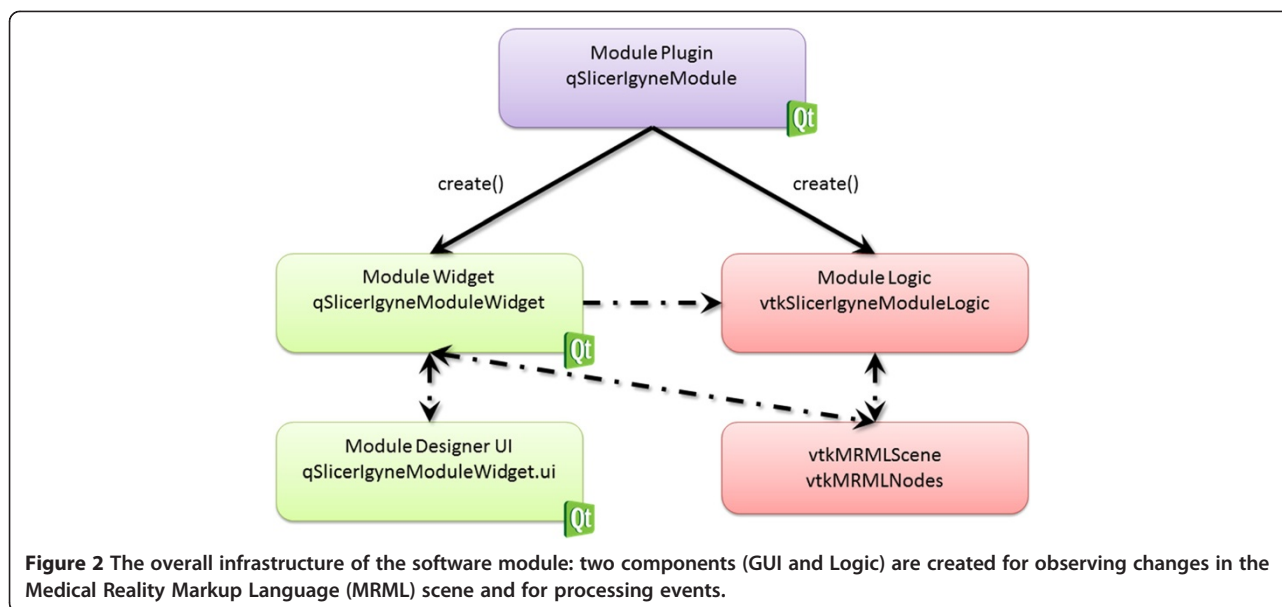 Module Plugin
qSlicerIgyneModule
Qt
create()
create()
Module Widget
qSlicerIgyneModuleWidget
Qt
Module Logic
vtkSlicerIgyneModuleLogic
Module Designer UI
qSlicerIgyneModuleWidget.ui
Qt
vtkMRMLScene
vtkMRMLNodes
Figure 2 The overall infrastructure of the software module: two components (GUI and Logic) are created for observing changes in the
Medical Reality Markup Language (MRML) scene and for processing events.